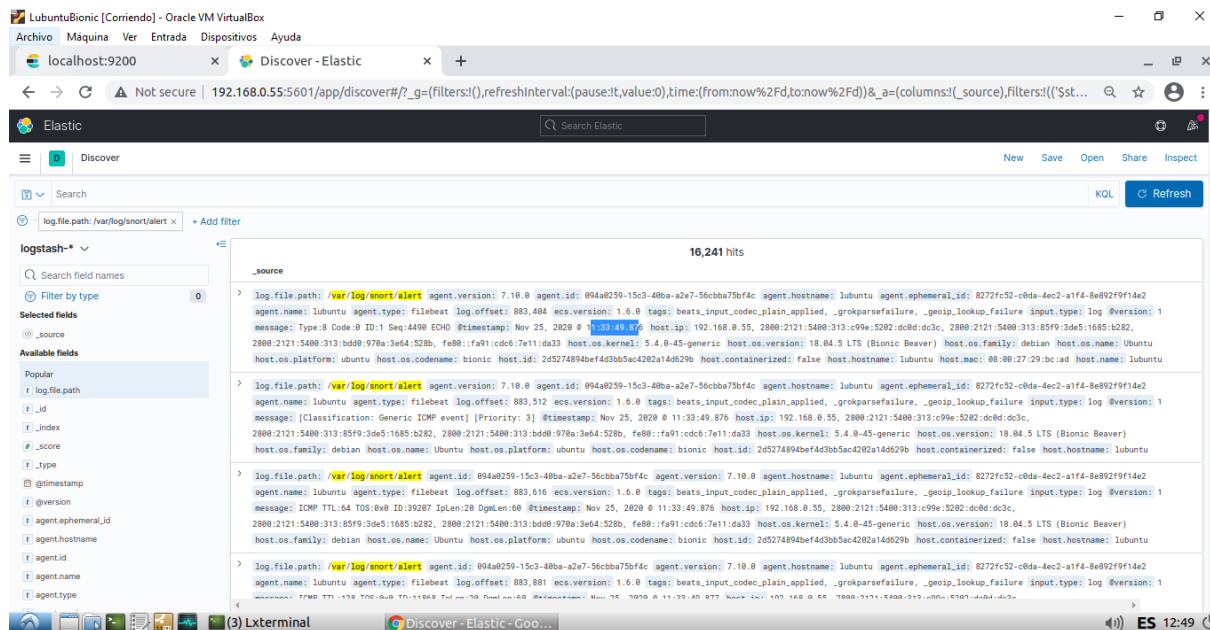 LubuntuBionic [Corriendo] - Oracle VM VirtualBox
Archivo Máquina Ver Entrada Dispositivos Ayuda
localhost:9200 Discover - Elastic
Not secure 192.168.0.55:5601/app/discover#/?_g=(filters:!(),refreshInterval:(pause:!t,value:0),time:(from:now%2Fd,to:now%2Fd))&_a=(columns:!(_source),filters:!(('$st...
Elastic Search Elastic
D Discover New Save Open Share Inspect
Search KQL Refresh
log.file.path: /var/log/snort/alert × + Add filter
logstash-*
16,241 hits
Search field names
_source
Filter by type 0
Selected fields
_source
Available fields
Popular
t log.file.path
t _id
t _index
# _score
t _type
@timestamp
t @version
t agent.ephemeral_id
t agent.hostname
t agent.id
t agent.name
t agent.type
log.file.path: /var/log/snort/alert agent.version: 7.10.0 agent.id: 094a0259-15c3-40ba-a2e7-56cbba75bf4c agent.hostname: lubuntu agent.ephemeral_id: 8272fc52-c0da-4ec2-a1f4-8e892f9f14e2
agent.name: lubuntu agent.type: filebeat log.offset: 883,404 ecs.version: 1.6.0 tags: beats_input_codec_plain_applied, _grokparsefailure, _geoip_lookup_failure input.type: log @version: 1
message: Type:8 Code:0 ID:1 Seq:4490 ECHO @timestamp: Nov 25, 2020 @ 11:33:49.876 host.ip: 192.168.0.55, 2800:2121:5400:313:c99e:5202:dc0d:dc3c, 2800:2121:5400:313:85f9:3de5:1685:b282,
2800:2121:5400:313:bdd0:970a:3e64:528b, fe80::fa91:cdc6:7e11:da33 host.os.kernel: 5.4.0-45-generic host.os.version: 18.04.5 LTS (Bionic Beaver) host.os.family: debian host.os.name: Ubuntu
host.os.platform: ubuntu host.os.codename: bionic host.id: 2d5274894bef4d3bb5ac4202a14d629b host.containerized: false host.hostname: lubuntu host.mac: 08:00:27:29:bc:ad host.name: lubuntu
log.file.path: /var/log/snort/alert agent.version: 7.10.0 agent.id: 094a0259-15c3-40ba-a2e7-56cbba75bf4c agent.hostname: lubuntu agent.ephemeral_id: 8272fc52-c0da-4ec2-a1f4-8e892f9f14e2
agent.name: lubuntu agent.type: filebeat log.offset: 883,512 ecs.version: 1.6.0 tags: beats_input_codec_plain_applied, _grokparsefailure, _geoip_lookup_failure input.type: log @version: 1
message: [Classification: Generic ICMP event] [Priority: 3] @timestamp: Nov 25, 2020 @ 11:33:49.876 host.ip: 192.168.0.55, 2800:2121:5400:313:c99e:5202:dc0d:dc3c,
2800:2121:5400:313:85f9:3de5:1685:b282, 2800:2121:5400:313:bdd0:970a:3e64:528b, fe80::fa91:cdc6:7e11:da33 host.os.kernel: 5.4.0-45-generic host.os.version: 18.04.5 LTS (Bionic Beaver)
host.os.family: debian host.os.name: Ubuntu host.os.platform: ubuntu host.os.codename: bionic host.id: 2d5274894bef4d3bb5ac4202a14d629b host.containerized: false host.hostname: lubuntu
log.file.path: /var/log/snort/alert agent.id: 094a0259-15c3-40ba-a2e7-56cbba75bf4c agent.version: 7.10.0 agent.hostname: lubuntu agent.ephemeral_id: 8272fc52-c0da-4ec2-a1f4-8e892f9f14e2
agent.name: lubuntu agent.type: filebeat log.offset: 883,616 ecs.version: 1.6.0 tags: beats_input_codec_plain_applied, _grokparsefailure, _geoip_lookup_failure input.type: log @version: 1
message: ICMP TTL:64 TOS:0x0 ID:39207 IpLen:20 DgmLen:60 @timestamp: Nov 25, 2020 @ 11:33:49.876 host.ip: 192.168.0.55, 2800:2121:5400:313:c99e:5202:dc0d:dc3c,
2800:2121:5400:313:85f9:3de5:1685:b282, 2800:2121:5400:313:bdd0:970a:3e64:528b, fe80::fa91:cdc6:7e11:da33 host.os.kernel: 5.4.0-45-generic host.os.version: 18.04.5 LTS (Bionic Beaver)
host.os.family: debian host.os.name: Ubuntu host.os.platform: ubuntu host.os.codename: bionic host.id: 2d5274894bef4d3bb5ac4202a14d629b host.containerized: false host.hostname: lubuntu
log.file.path: /var/log/snort/alert agent.id: 094a0259-15c3-40ba-a2e7-56cbba75bf4c agent.version: 7.10.0 agent.hostname: lubuntu agent.ephemeral_id: 8272fc52-c0da-4ec2-a1f4-8e892f9f14e2
agent.name: lubuntu agent.type: filebeat log.offset: 883,881 ecs.version: 1.6.0 tags: beats_input_codec_plain_applied, _grokparsefailure, _geoip_lookup_failure input.type: log @version: 1
(3) Lxterminal Discover - Elastic - Goo... ES 12:49